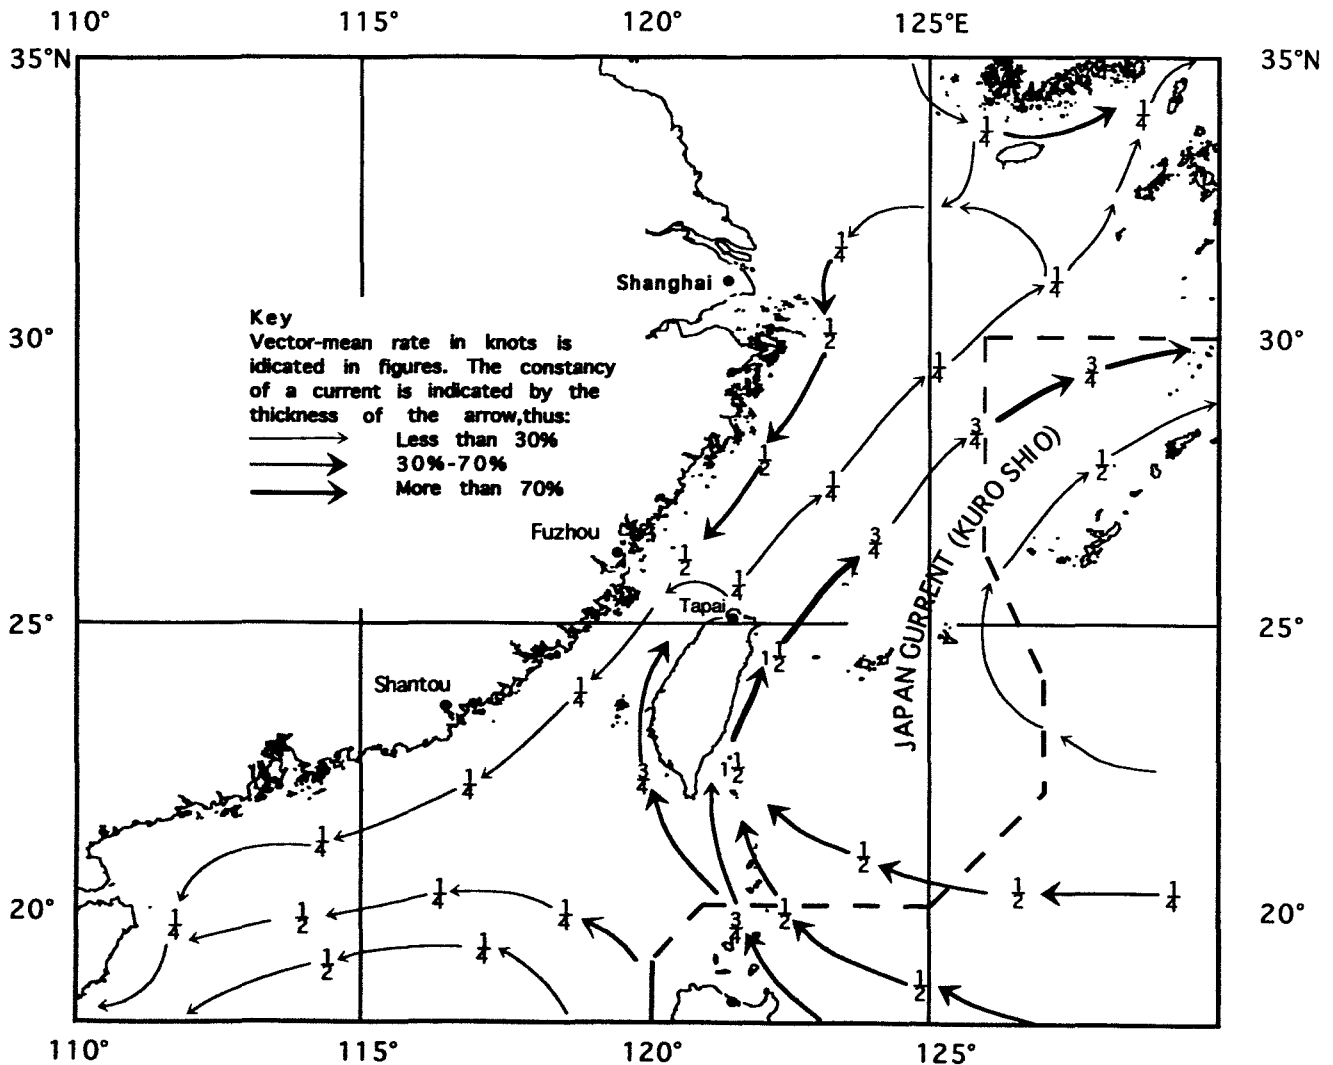 110° 115° 120° 125°E
35°N 35°N
1/4 1/4
1/4
Shanghai
1/4
Key
Vector-mean rate in knots is
idicated in figures. The constancy
of a current is indicated by the
thickness of the arrow,thus:
Less than 30%
30%-70%
More than 70%
30° 30°
1/2
1/4 3/4
3/4
1/2 1/2
1/4
JAPAN CURRENT (KURO SHIO)
Fuzhou
3/4
1/2
1/4
Tapai
25° 25°
1 1/2
Shantou
1/4
1 1/2
3/4
1/4
1/4
1/2
1/4 1/2 1/4
20° 20°
1/4 1/2 1/4 3/4 1/2
1/4
1/2
1/2
110° 115° 120° 125°